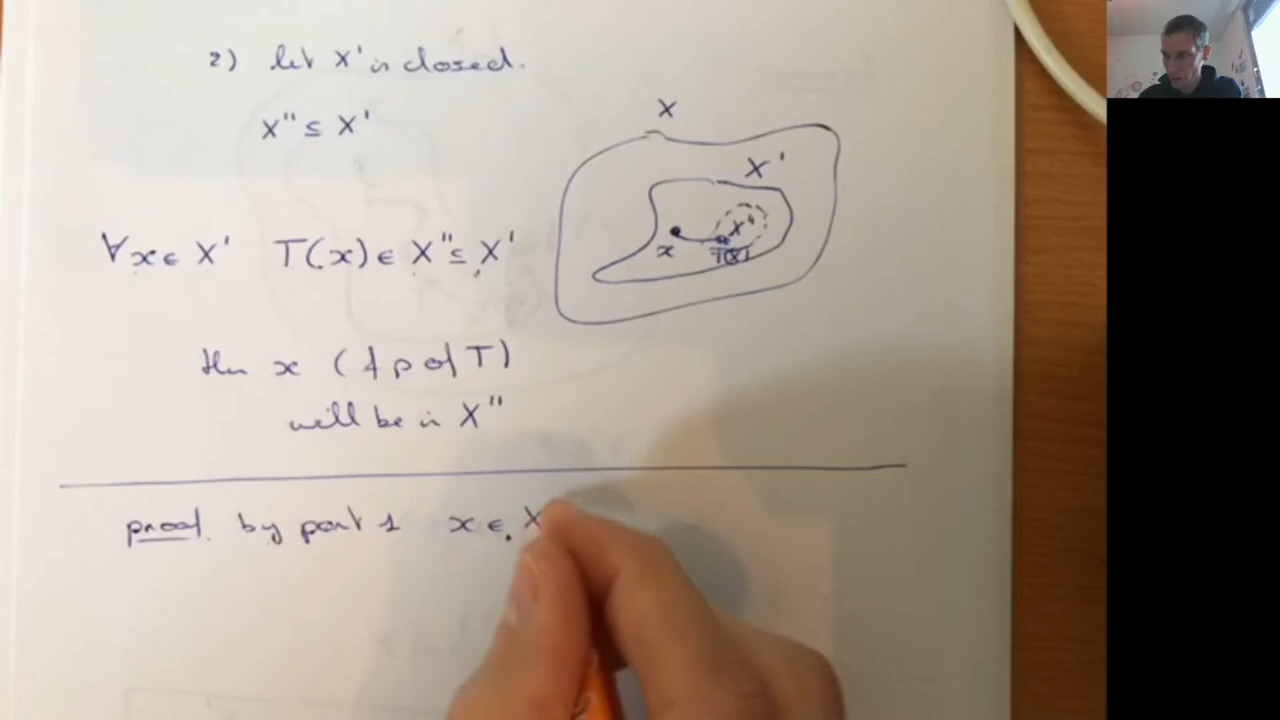 2) let X' is closed.
X'' ⊆ X'
X
X'
X''
x
T(x)
∀x ∈ X' T(x) ∈ X'' ⊆ X'
then x (f p of T)
will be in X''
proof. by part 1 x ∈ X